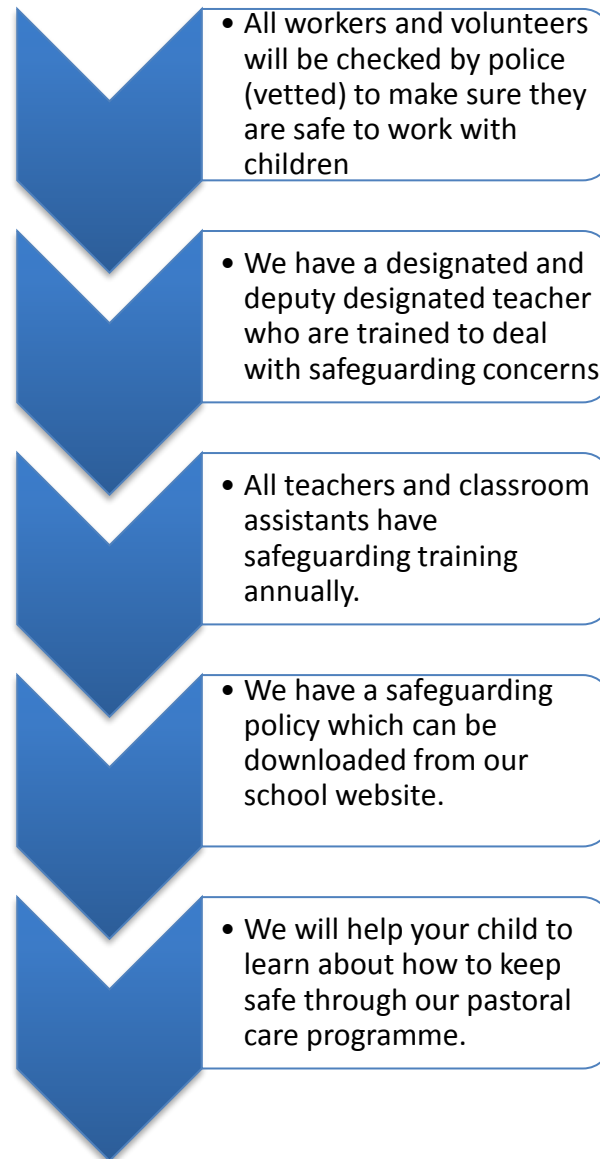 • All workers and volunteers
will be checked by police
(vetted) to make sure they
are safe to work with
children
• We have a designated and
deputy designated teacher
who are trained to deal
with safeguarding concerns
• All teachers and classroom
assistants have
safeguarding training
annually.
• We have a safeguarding
policy which can be
downloaded from our
school website.
• We will help your child to
learn about how to keep
safe through our pastoral
care programme.